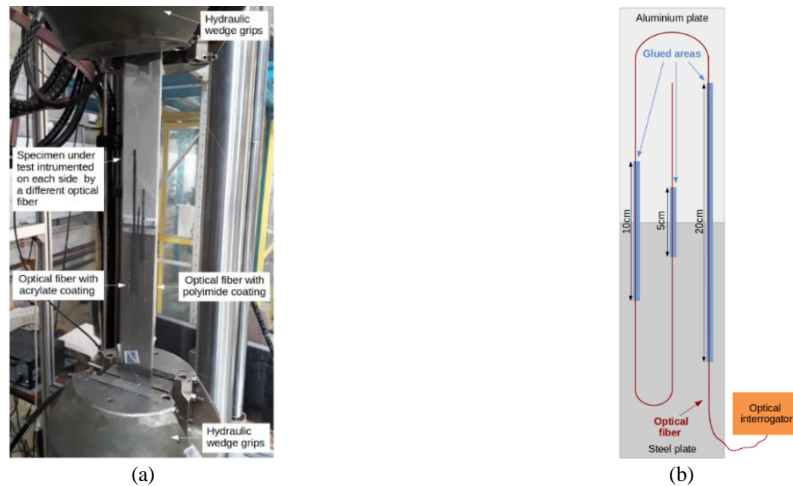 Hydraulic
wedge grips
Specimen under
test intrumented
on each side by
a different optical
fiber
Optical fiber with
acrylate coating
Optical fiber with
polyimide coating
Hydraulic
wedge grips
(a)
Aluminium plate
Glued areas
10cm
5cm
20cm
Optical
fiber
Optical
interrogator
Steel plate
(b)